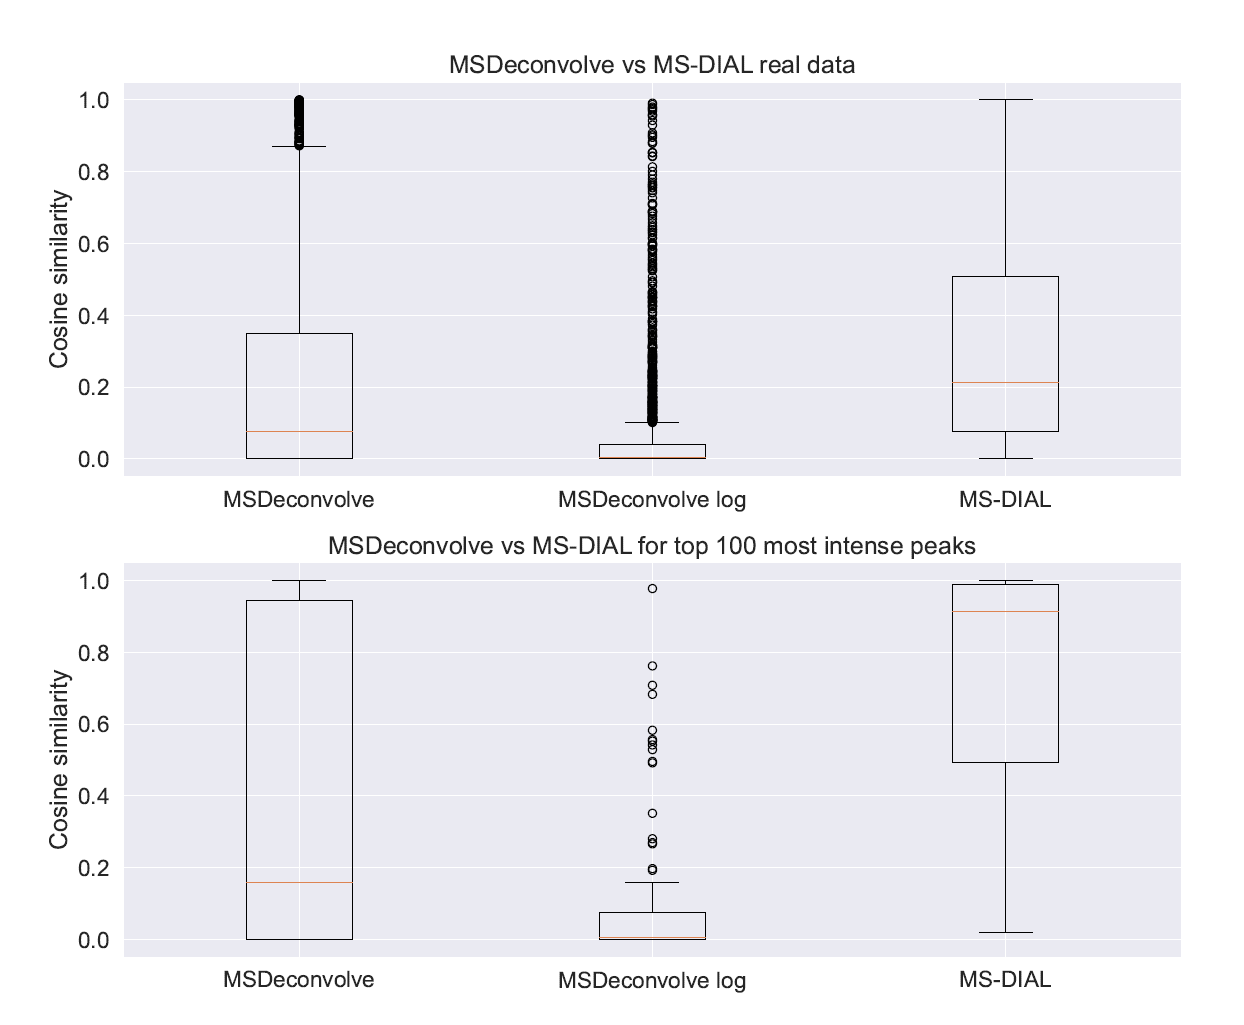 MSDeconvolve vs MS-DIAL real data
1.0
0.8
0.6
0.4
0.2
0.0
Cosine similarity
MSDeconvolve MSDeconvolve log MS-DIAL
MSDeconvolve vs MS-DIAL for top 100 most intense peaks
1.0
0.8
0.6
0.4
0.2
0.0
Cosine similarity
MSDeconvolve MSDeconvolve log MS-DIAL